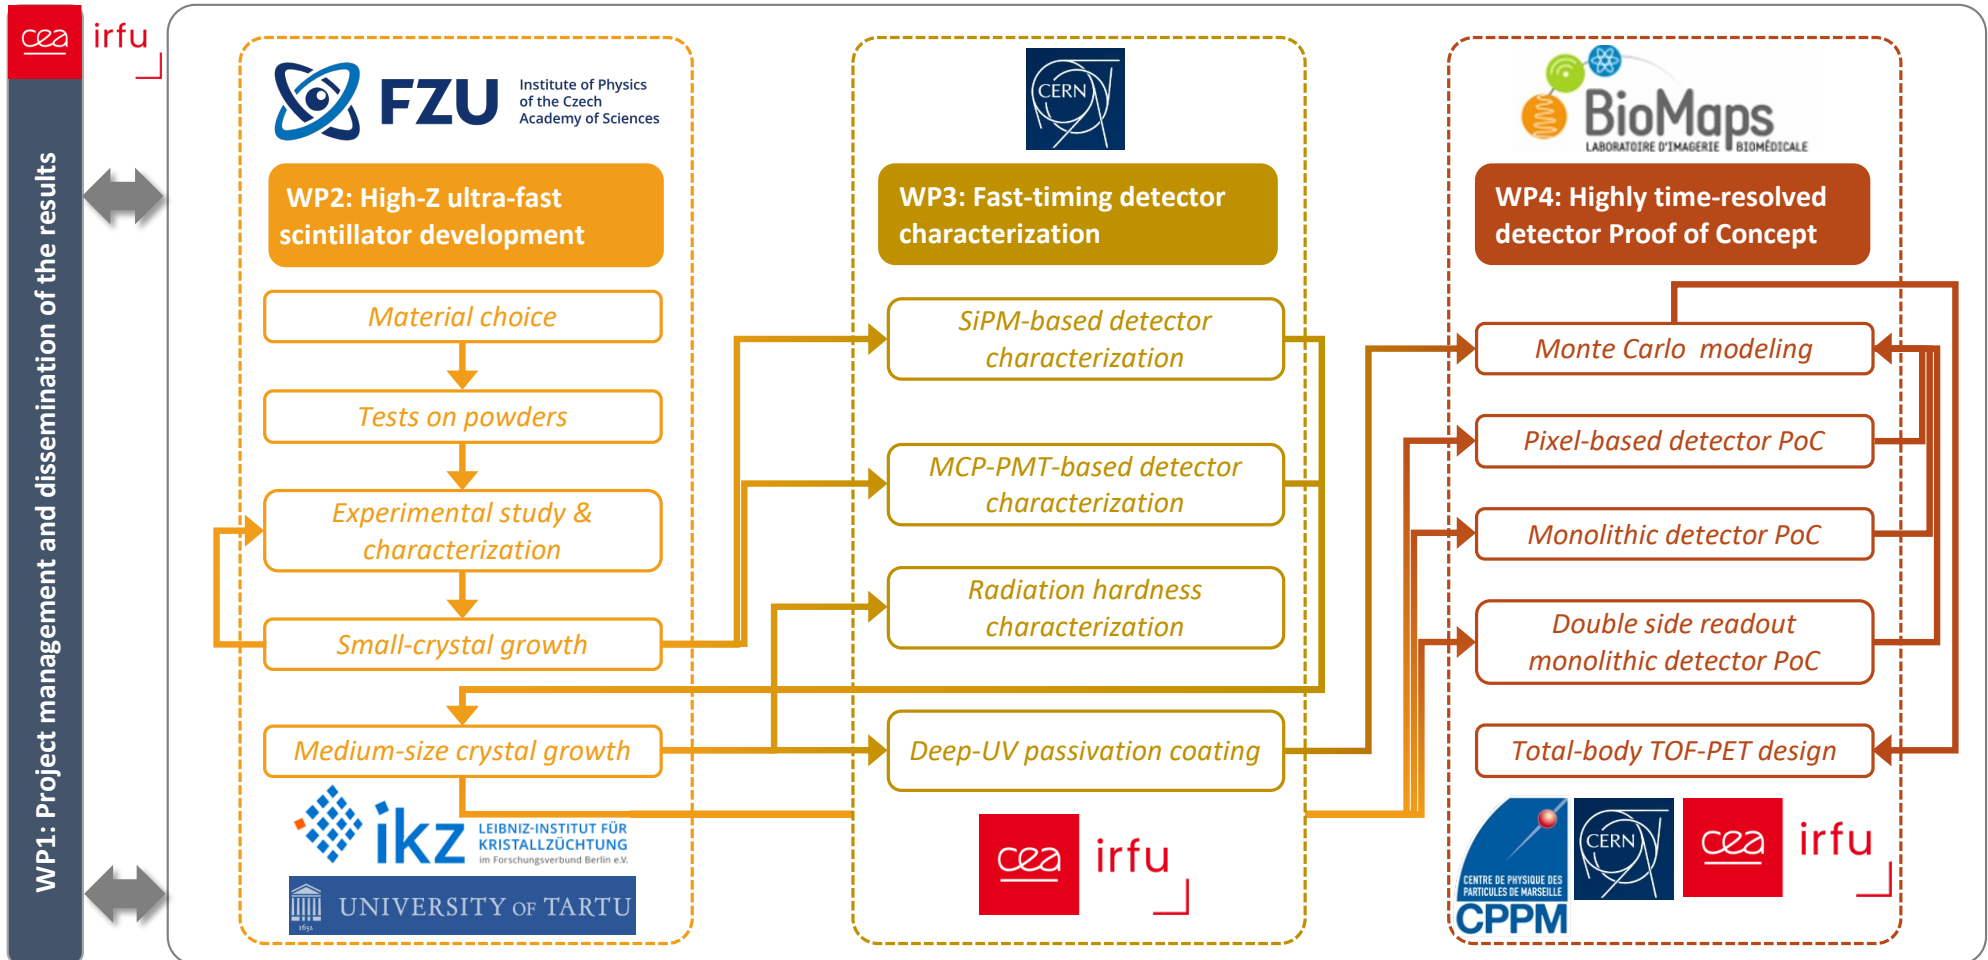 cea irfu
WP1: Project management and dissemination of the results
FZU
Institute of Physics
of the Czech
Academy of Sciences
WP2: High-Z ultra-fast
scintillator development
Material choice
Tests on powders
Experimental study &
characterization
Small-crystal growth
Medium-size crystal growth
ikz
LEIBNIZ-INSTITUT FÜR
KRISTALLZÜCHTUNG
im Forschungsverbund Berlin e.V.
1632
UNIVERSITY OF TARTU
CERN
WP3: Fast-timing detector
characterization
SiPM-based detector
characterization
MCP-PMT-based detector
characterization
Radiation hardness
characterization
Deep-UV passivation coating
cea irfu
BioMaps
LABORATOIRE D'IMAGERIE BIOMÉDICALE
WP4: Highly time-resolved
detector Proof of Concept
Monte Carlo modeling
Pixel-based detector PoC
Monolithic detector PoC
Double side readout
monolithic detector PoC
Total-body TOF-PET design
CENTRE DE PHYSIQUE DES
PARTICULES DE MARSEILLE
CPPM
CERN
cea irfu